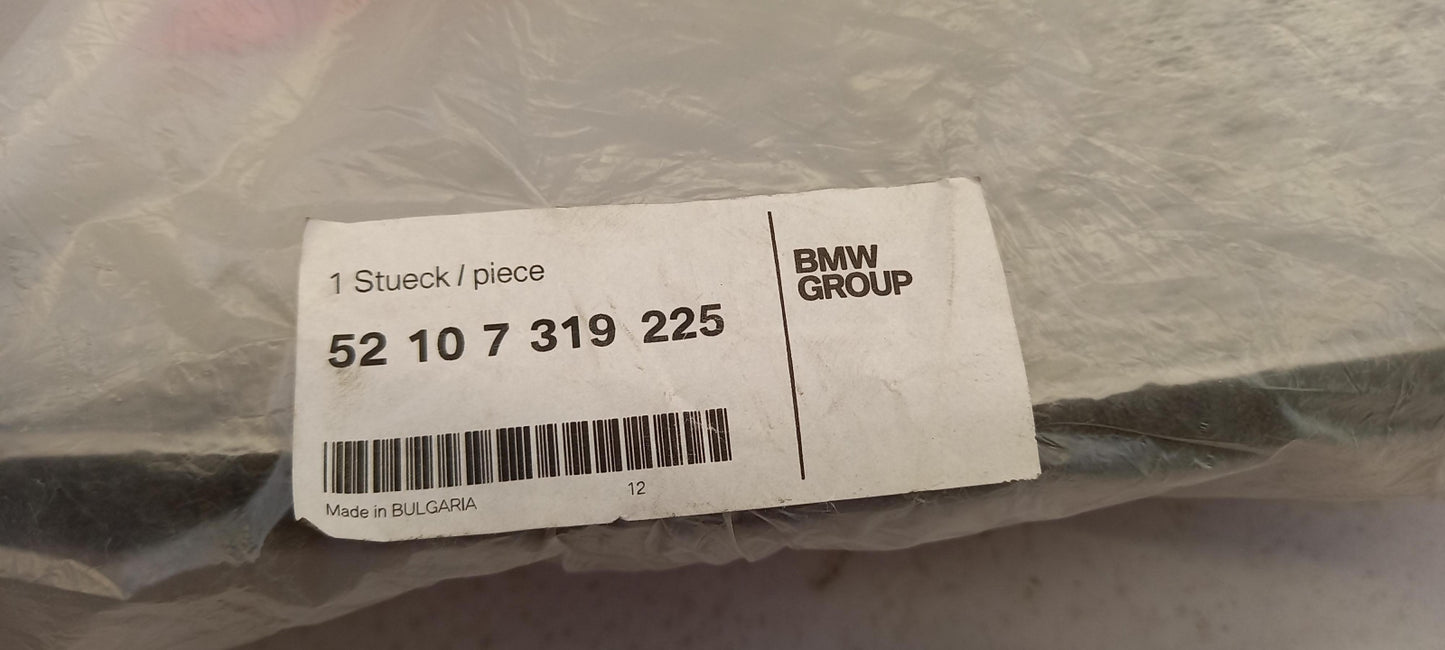 1 Stueck / piece
52 10 7 319 225
Made in BULGARIA
12
BMW
GROUP